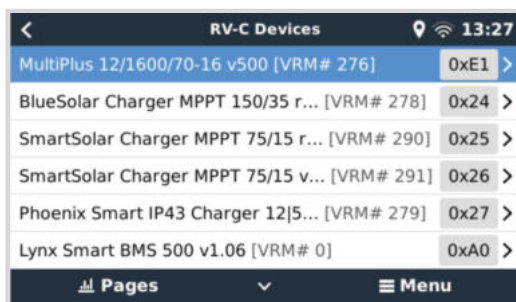 RV-C Devices 13:27
MultiPlus 12/1600/70-16 v500 [VRM# 276] 0xE1
BlueSolar Charger MPPT 150/35 r... [VRM# 278] 0x24
SmartSolar Charger MPPT 75/15 r... [VRM# 290] 0x25
SmartSolar Charger MPPT 75/15 v... [VRM# 291] 0x26
Phoenix Smart IP43 Charger 12|5... [VRM# 279] 0x27
Lynx Smart BMS 500 v1.06 [VRM# 0] 0xA0
Pages Menu